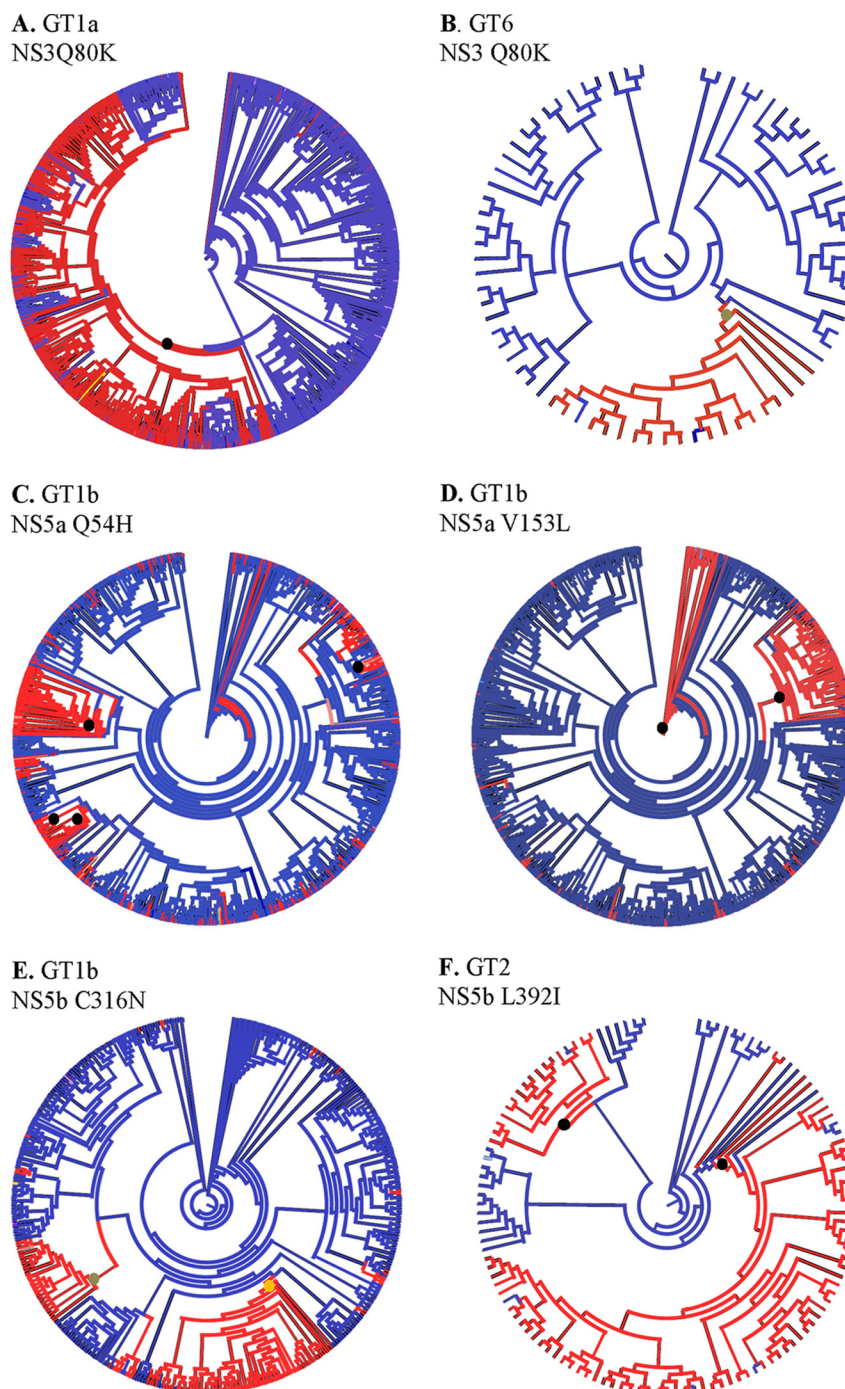 A. GT1a
NS3Q80K
B. GT6
NS3 Q80K
C. GT1b
NS5a Q54H
D. GT1b
NS5a V153L
E. GT1b
NS5b C316N
F. GT2
NS5b L392I